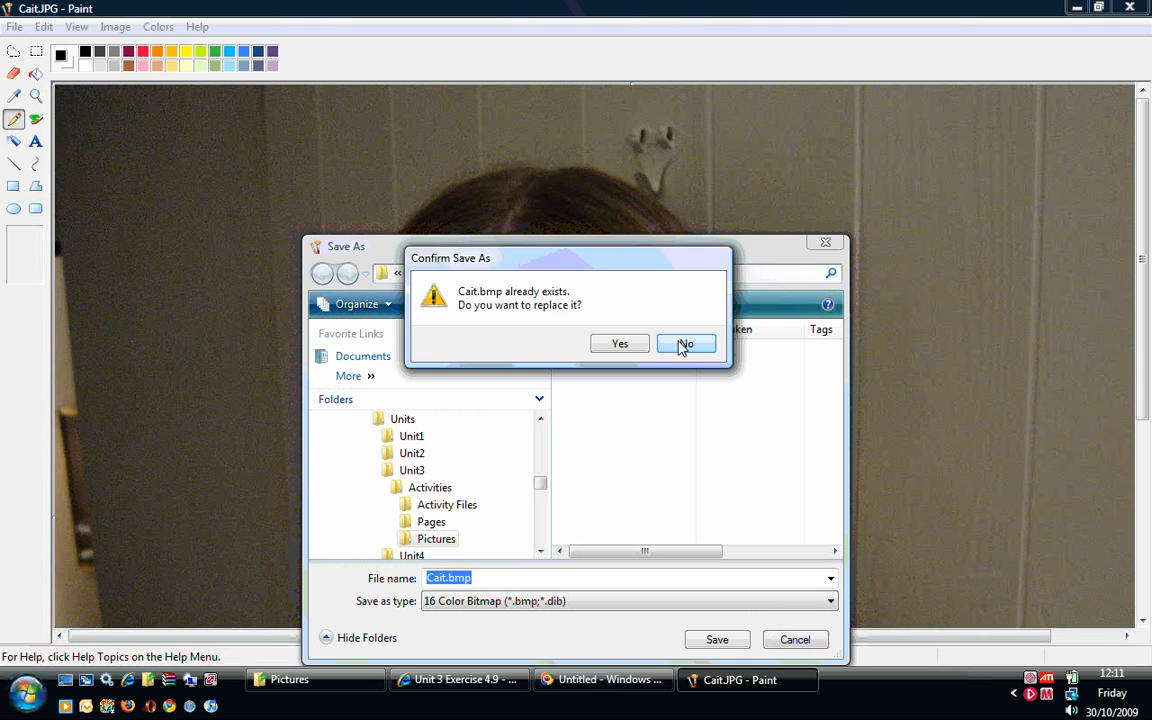 Cait.JPG - Paint
File Edit View Image Colors Help
Save As
Confirm Save As
Cait.bmp already exists.
Do you want to replace it?
Yes No
«
Organize
Favorite Links
Documents
More »
Folders
Tags
Units
Unit1
Unit2
Unit3
Activities
Activity Files
Pages
Pictures
Unit4
File name: Cait.bmp
Save as type: 16 Color Bitmap (*.bmp;*.dib)
Hide Folders Save Cancel
For Help, click Help Topics on the Help Menu.
Pictures Unit 3 Exercise 4.9 - ... Untitled - Windows ... Cait.JPG - Paint
12:11
Friday
30/10/2009